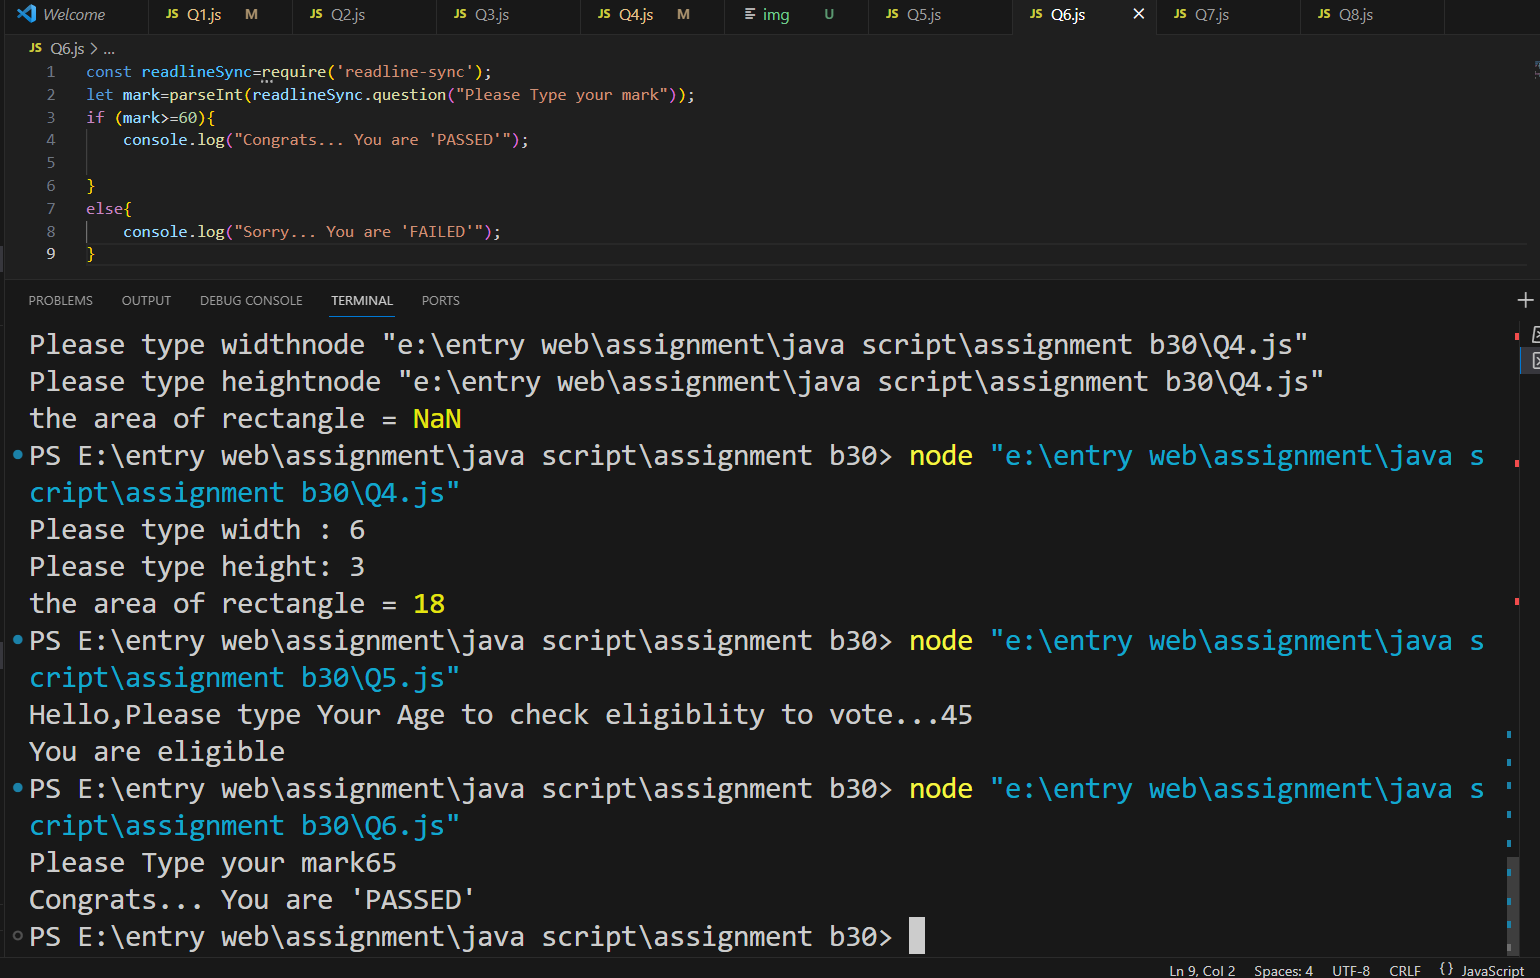 Welcome JS Q1.js M JS Q2.js JS Q3.js JS Q4.js M img U JS Q5.js JS Q6.js × JS Q7.js JS Q8.js
JS Q6.js > ...
1 const readlineSync=require('readline-sync');
2 let mark=parseInt(readlineSync.question("Please Type your mark"));
3 if (mark>=60){
4 console.log("Congrats... You are 'PASSED'");
5
6 }
7 else{
8 console.log("Sorry... You are 'FAILED'");
9 }
PROBLEMS OUTPUT DEBUG CONSOLE TERMINAL PORTS +
Please type widthnode "e:\entry web\assignment\java script\assignment b30\Q4.js"
Please type heightnode "e:\entry web\assignment\java script\assignment b30\Q4.js"
the area of rectangle = NaN
PS E:\entry web\assignment\java script\assignment b30> node "e:\entry web\assignment\java s
cript\assignment b30\Q4.js"
Please type width : 6
Please type height: 3
the area of rectangle = 18
PS E:\entry web\assignment\java script\assignment b30> node "e:\entry web\assignment\java s
cript\assignment b30\Q5.js"
Hello,Please type Your Age to check eligiblity to vote...45
You are eligible
PS E:\entry web\assignment\java script\assignment b30> node "e:\entry web\assignment\java s
cript\assignment b30\Q6.js"
Please Type your mark65
Congrats... You are 'PASSED'
PS E:\entry web\assignment\java script\assignment b30>
Ln 9, Col 2 Spaces: 4 UTF-8 CRLF {} JavaScript